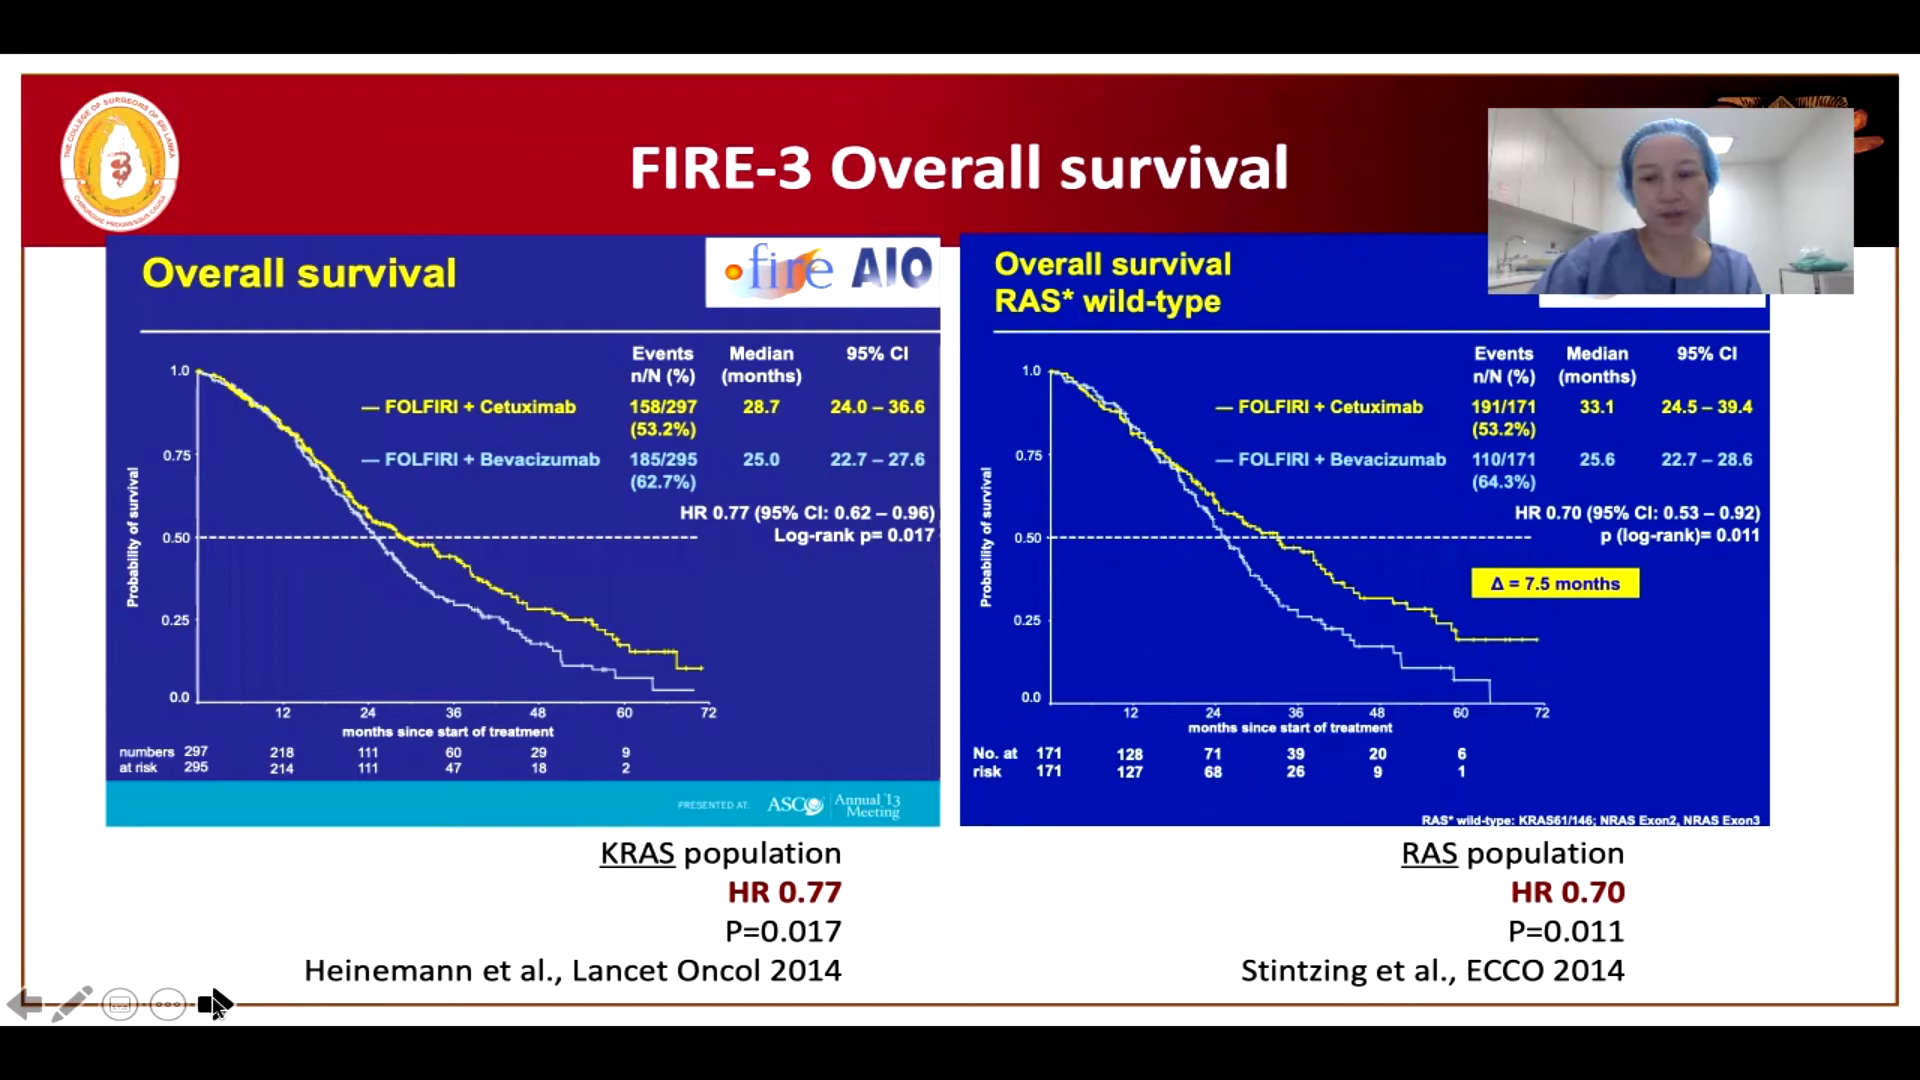 THE COLLEGE OF SURGEONS OF SRI LANKA
FIRE-3 Overall survival
Overall survival
fire AIO
Events n/N (%)
Median (months)
95% CI
— FOLFIRI + Cetuximab 158/297 (53.2%) 28.7 24.0 – 36.6
— FOLFIRI + Bevacizumab 185/295 (62.7%) 25.0 22.7 – 27.6
HR 0.77 (95% CI: 0.62 – 0.96)
Log-rank p= 0.017
Probability of survival
1.0
0.75
0.50
0.25
0.0
12 24 36 48 60 72
months since start of treatment
numbers 297 218 111 60 29 9
at risk 295 214 111 47 18 2
PRESENTED AT: ASCO Annual '13 Meeting
Overall survival
RAS* wild-type
Events n/N (%)
Median (months)
95% CI
— FOLFIRI + Cetuximab 191/171 (53.2%) 33.1 24.5 – 39.4
— FOLFIRI + Bevacizumab 110/171 (64.3%) 25.6 22.7 – 28.6
HR 0.70 (95% CI: 0.53 – 0.92)
p (log-rank)= 0.011
Δ = 7.5 months
Probability of survival
1.0
0.75
0.50
0.25
0.0
12 24 36 48 60 72
months since start of treatment
No. at 171 128 71 39 20 6
risk 171 127 68 26 9 1
RAS* wild-type: KRAS61/146; NRAS Exon2, NRAS Exon3
KRAS population
HR 0.77
P=0.017
Heinemann et al., Lancet Oncol 2014
RAS population
HR 0.70
P=0.011
Stintzing et al., ECCO 2014